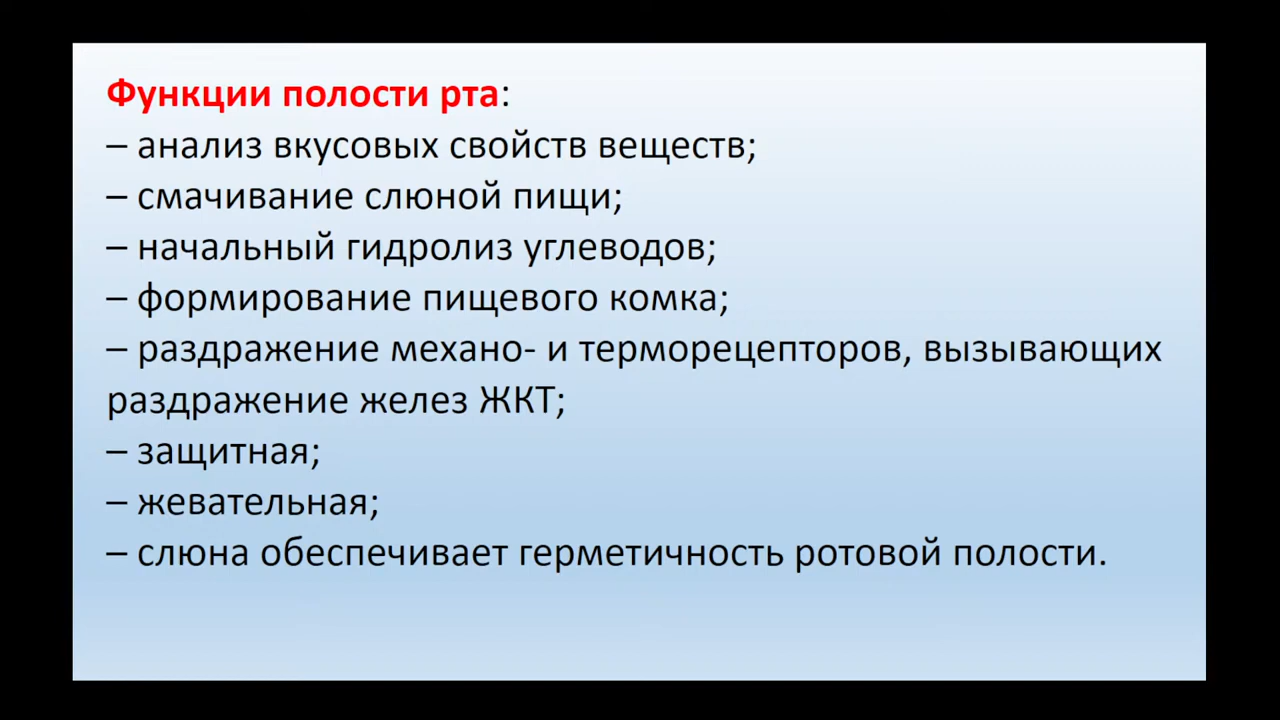 Функции полости рта:
– анализ вкусовых свойств веществ;
– смачивание слюной пищи;
– начальный гидролиз углеводов;
– формирование пищевого комка;
– раздражение механо- и терморецепторов, вызывающих
раздражение желез ЖКТ;
– защитная;
– жевательная;
– слюна обеспечивает герметичность ротовой полости.